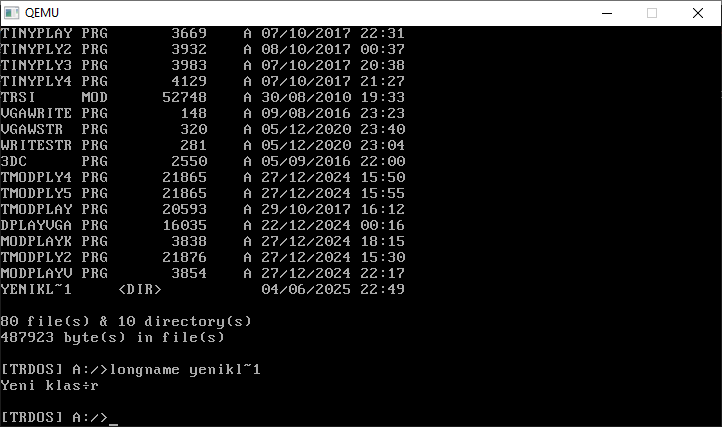 QEMU
TINYPLAY PRG 3669 A 07/10/2017 22:31
TINYPLY2 PRG 3932 A 08/10/2017 00:37
TINYPLY3 PRG 3983 A 07/10/2017 20:38
TINYPLY4 PRG 4129 A 07/10/2017 21:27
TRSI MOD 52748 A 30/08/2010 19:33
VGAWRITE PRG 148 A 09/08/2016 23:23
VGAWSTR PRG 320 A 05/12/2020 23:40
WRITESTR PRG 281 A 05/12/2020 23:04
3DC PRG 2550 A 05/09/2016 22:00
TMODPLY4 PRG 21865 A 27/12/2024 15:50
TMODPLY5 PRG 21865 A 27/12/2024 15:55
TMODPLAY PRG 20593 A 29/10/2017 16:12
DPLAYVGA PRG 16035 A 22/12/2024 00:16
MODPLAYK PRG 3838 A 27/12/2024 18:15
TMODPLY2 PRG 21876 A 27/12/2024 15:30
MODPLAYV PRG 3854 A 27/12/2024 22:17
YENIKL~1 <DIR> 04/06/2025 22:49
80 file(s) & 10 directory(s)
487923 byte(s) in file(s)
[TRDOS] A:/>longname yenikl~1
Yeni klas÷r
[TRDOS] A:/>_